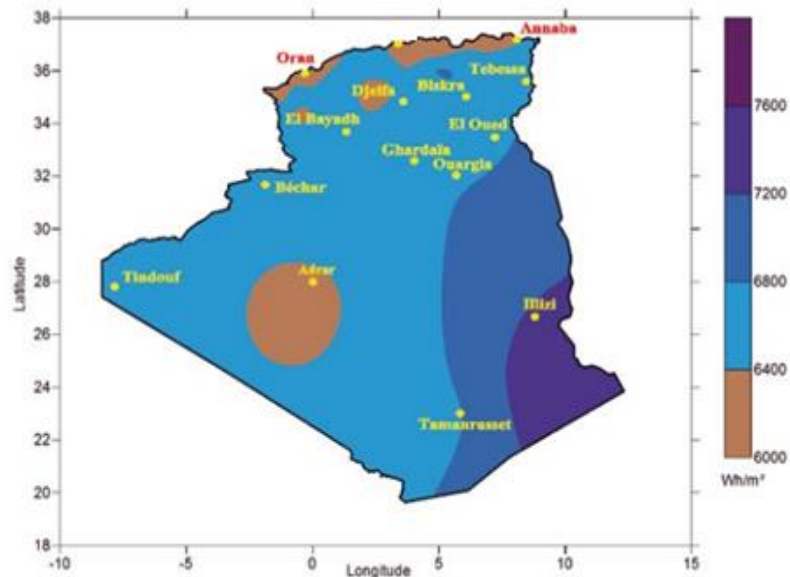 38
36
34
32
30
28
26
24
22
20
18
Latitude
-10
-5
0
5
10
15
Longitude
Oran
Annaba
Tebessa
Djelfa
Biskra
El Bayadh
El Oued
Ghardaia
Ouargla
Béchar
Tindouf
Adrar
Illizi
Tamanrasset
7600
7200
6800
6400
6000
Wh/m²